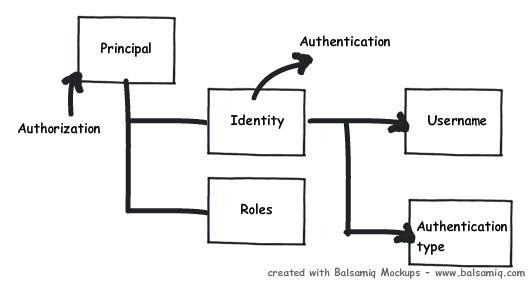 Principal
Authentication
Authorization
Identity
Username
Roles
Authentication
type
created with Balsamiq Mockups - www.balsamiq.com